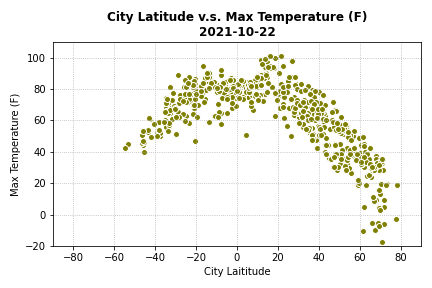 City Latitude v.s. Max Temperature (F)
2021-10-22
Max Temperature (F)
100
80
60
40
20
0
−20
−80 −60 −40 −20 0 20 40 60 80
City Laititude